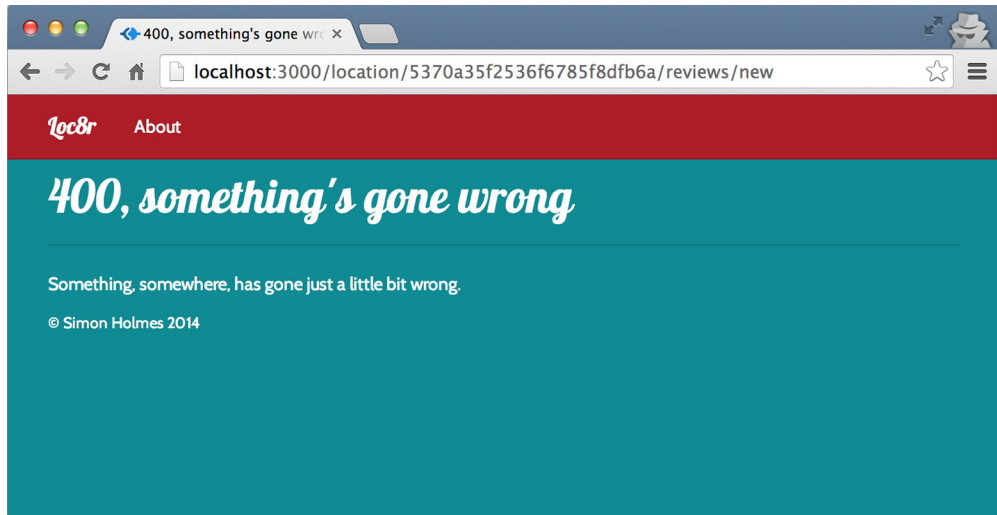 400, something's gone wro
localhost:3000/location/5370a35f2536f6785f8dfb6a/reviews/new
Loc8r About
400, something's gone wrong
Something, somewhere, has gone just a little bit wrong.
© Simon Holmes 2014